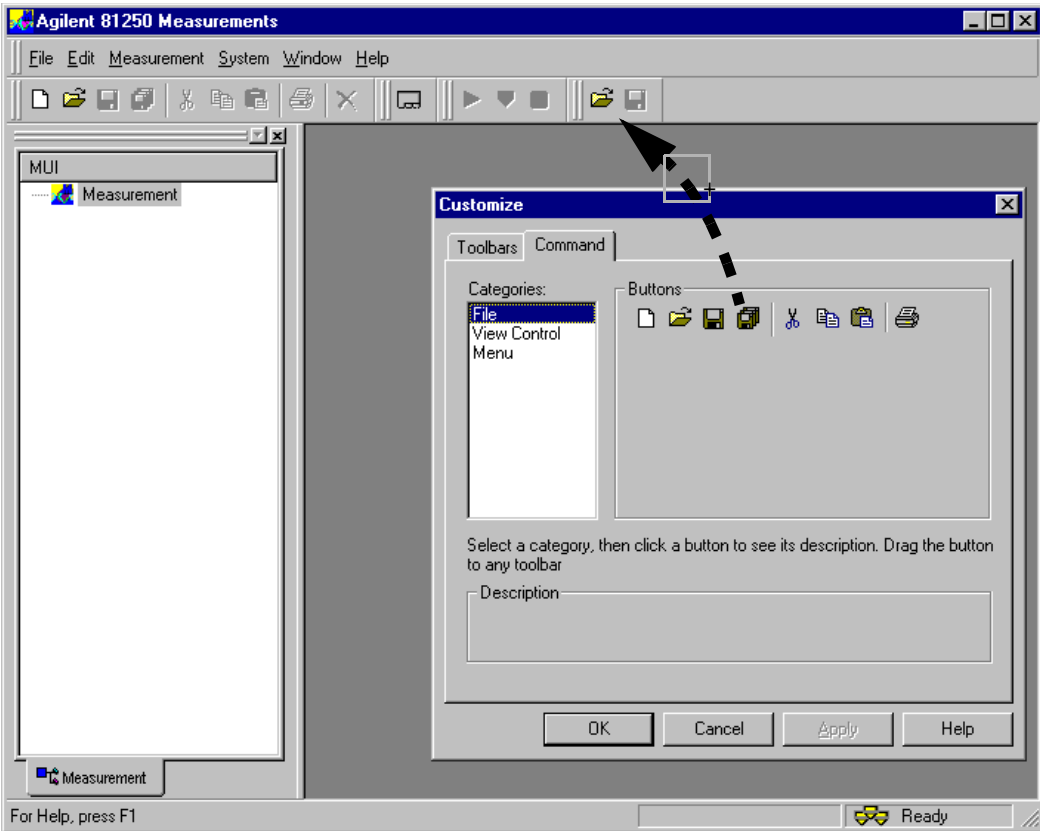 Agilent 81250 Measurements
File Edit Measurement System Window Help
MUI
Measurement
Customize
Toolbars Command
Categories: Buttons
File
View Control
Menu
Select a category, then click a button to see its description. Drag the button
to any toolbar
Description
OK Cancel Apply Help
Measurement
For Help, press F1 Ready